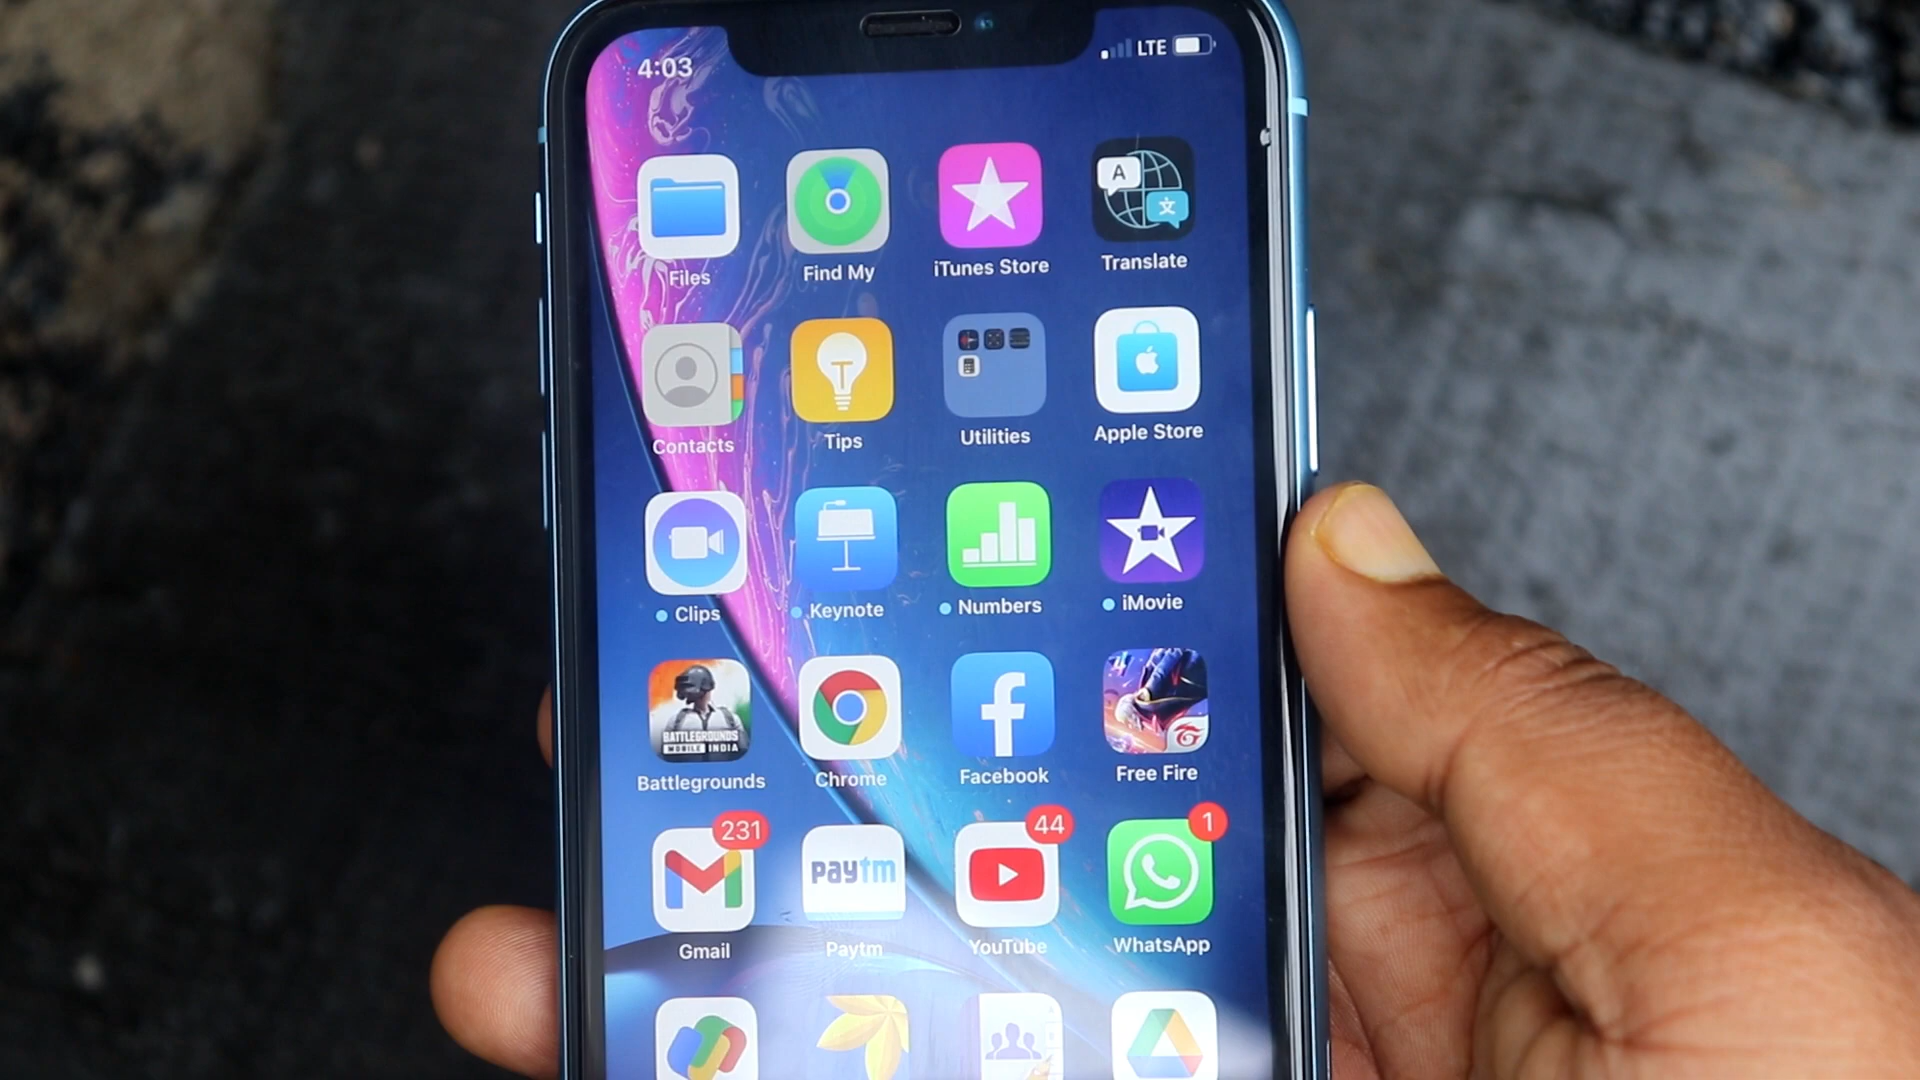 4:03
LTE
Files
Find My
iTunes Store
A
文
Translate
Contacts
Tips
Utilities
Apple Store
Clips
Keynote
Numbers
iMovie
BATTLEGROUNDS
MOBILE INDIA
Battlegrounds
Chrome
f
Facebook
Free Fire
231
44
1
paytm
Gmail
Paytm
YouTube
WhatsApp